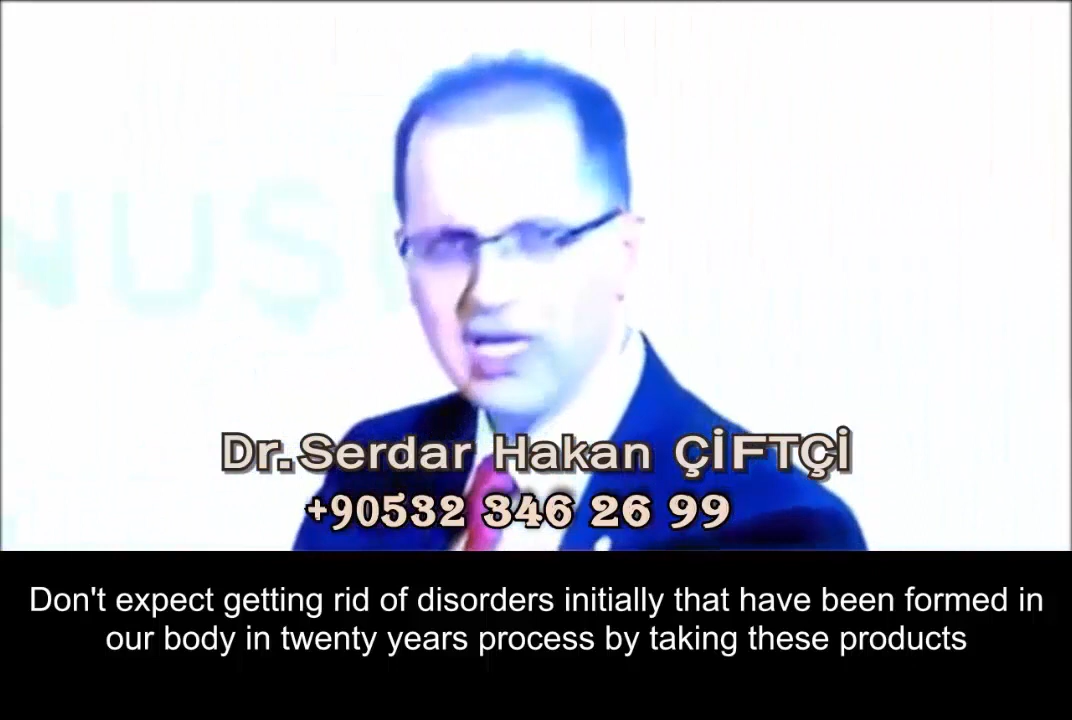 NUŞ
Dr. Serdar Hakan ÇİFTÇİ
+90532 346 26 99
Don't expect getting rid of disorders initially that have been formed in
our body in twenty years process by taking these products